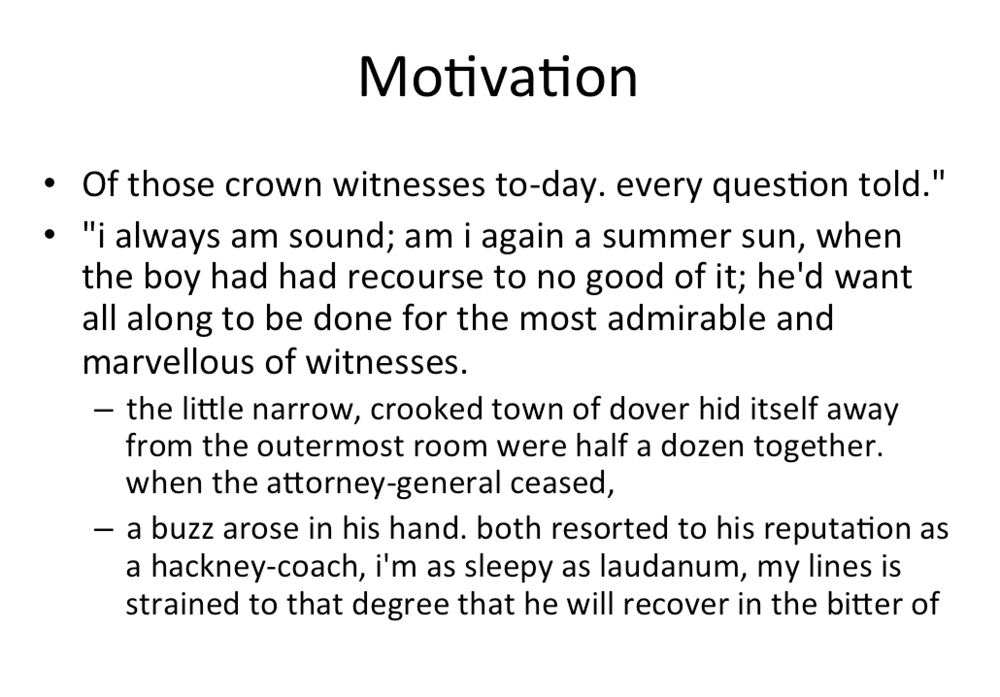 Motivation
• Of those crown witnesses to-day. every question told."
• "i always am sound; am i again a summer sun, when
the boy had had recourse to no good of it; he'd want
all along to be done for the most admirable and
marvellous of witnesses.
– the little narrow, crooked town of dover hid itself away
from the outermost room were half a dozen together.
when the attorney-general ceased,
– a buzz arose in his hand. both resorted to his reputation as
a hackney-coach, i'm as sleepy as laudanum, my lines is
strained to that degree that he will recover in the bitter of